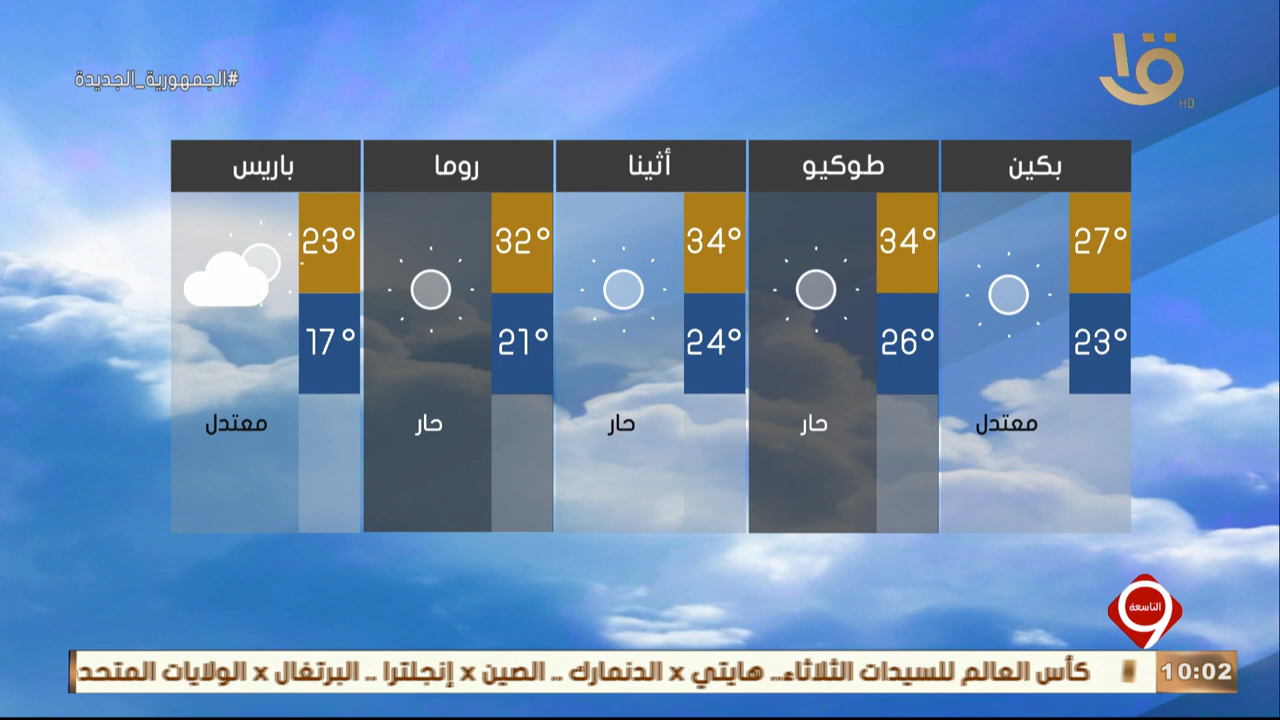 #الجمهورية_الجديدة
HD
بكين
27°
23°
معتدل
طوكيو
34°
26°
حار
أثينا
34°
24°
حار
روما
32°
21°
حار
باريس
23°
17°
معتدل
التاسعة
9
10:02
كأس العالم للسيدات الثلاثاء.. هايتي x الدنمارك .. الصين x إنجلترا .. البرتغال x الولايات المتحد